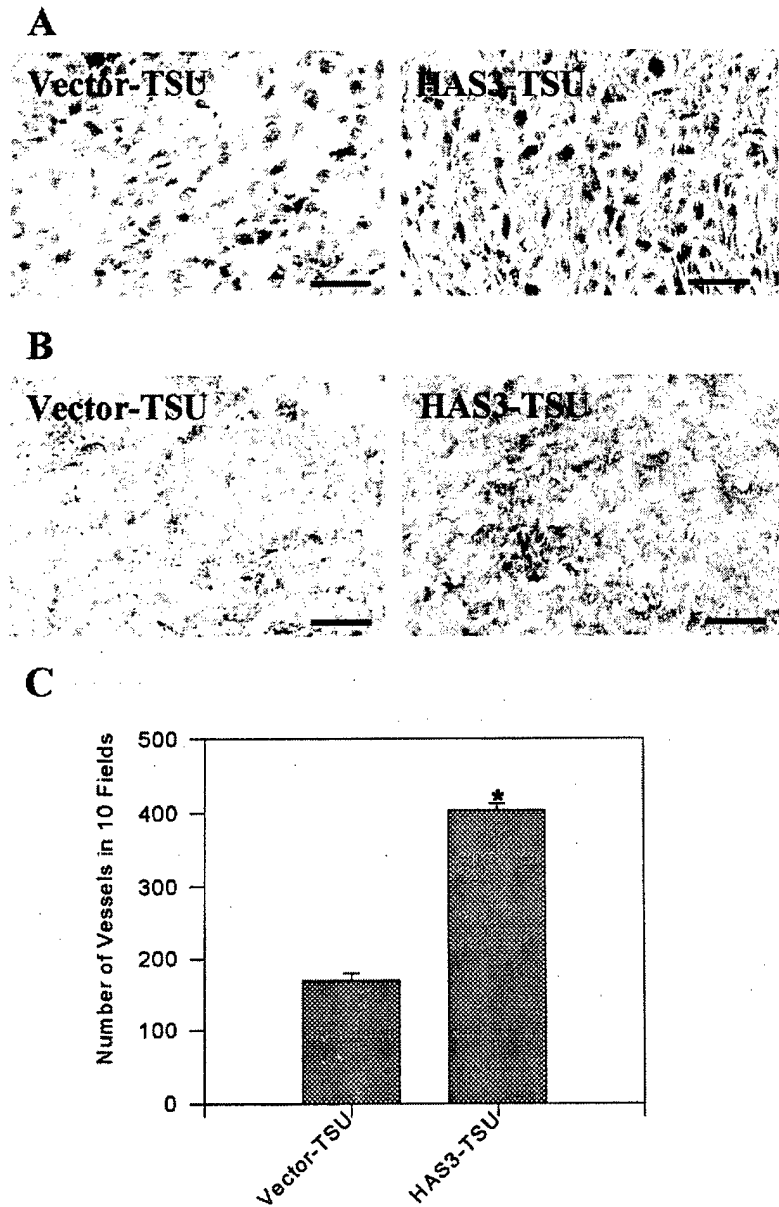 A
Vector-TSU
HAS3-TSU
B
Vector-TSU
HAS3-TSU
C
Number of Vessels in 10 Fields
500
400
300
200
100
0
*
Vector-TSU
HAS3-TSU